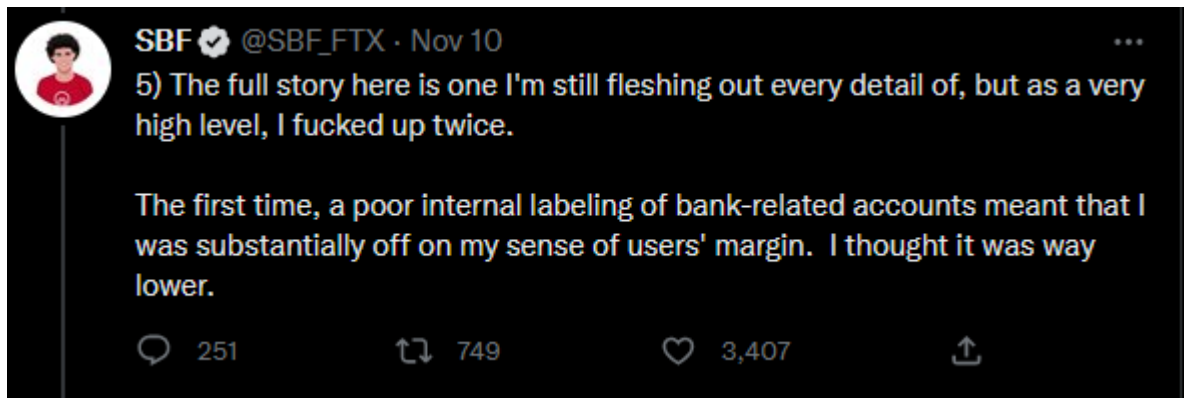 SBF @SBF_FTX · Nov 10
5) The full story here is one I'm still fleshing out every detail of, but as a very
high level, I fucked up twice.
The first time, a poor internal labeling of bank-related accounts meant that I
was substantially off on my sense of users' margin.  I thought it was way
lower.
251 749 3,407